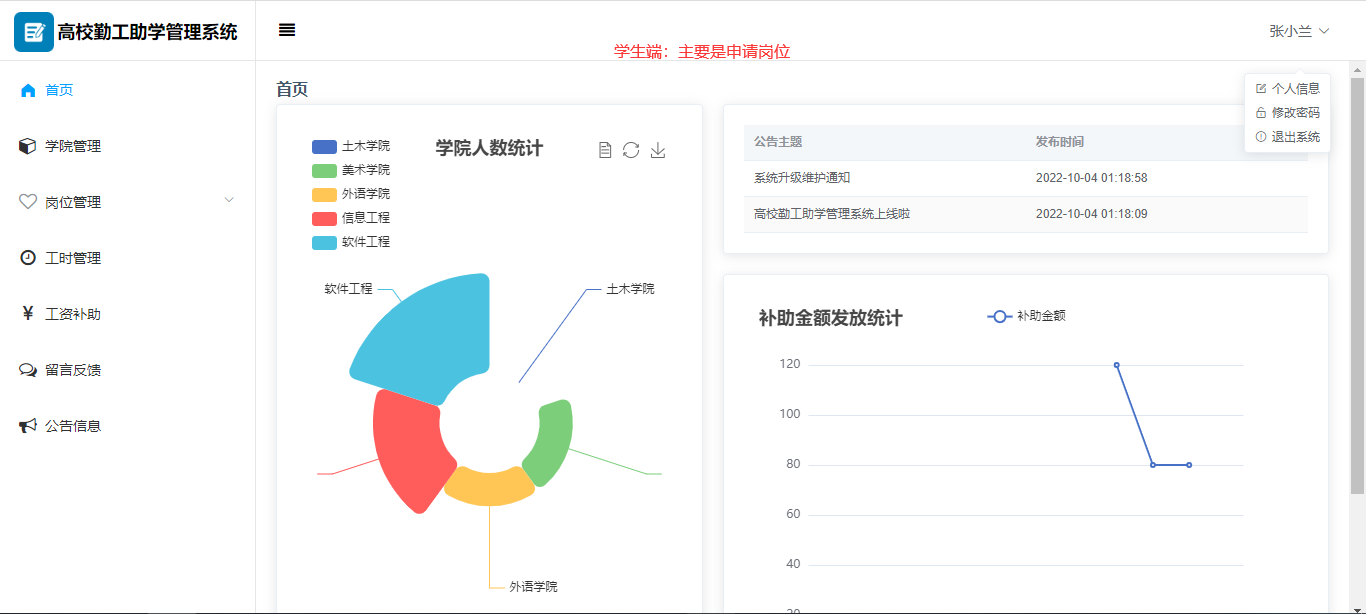 高校勤工助学管理系统
学生端：主要是申请岗位
张小兰
个人信息
修改密码
退出系统
首页
学院管理
岗位管理
工时管理
工资补助
留言反馈
公告信息
首页
学院人数统计
土木学院
美术学院
外语学院
信息工程
软件工程
软件工程
土木学院
外语学院
公告主题 发布时间
系统升级维护通知 2022-10-04 01:18:58
高校勤工助学管理系统上线啦 2022-10-04 01:18:09
补助金额发放统计
补助金额
120
100
80
60
40